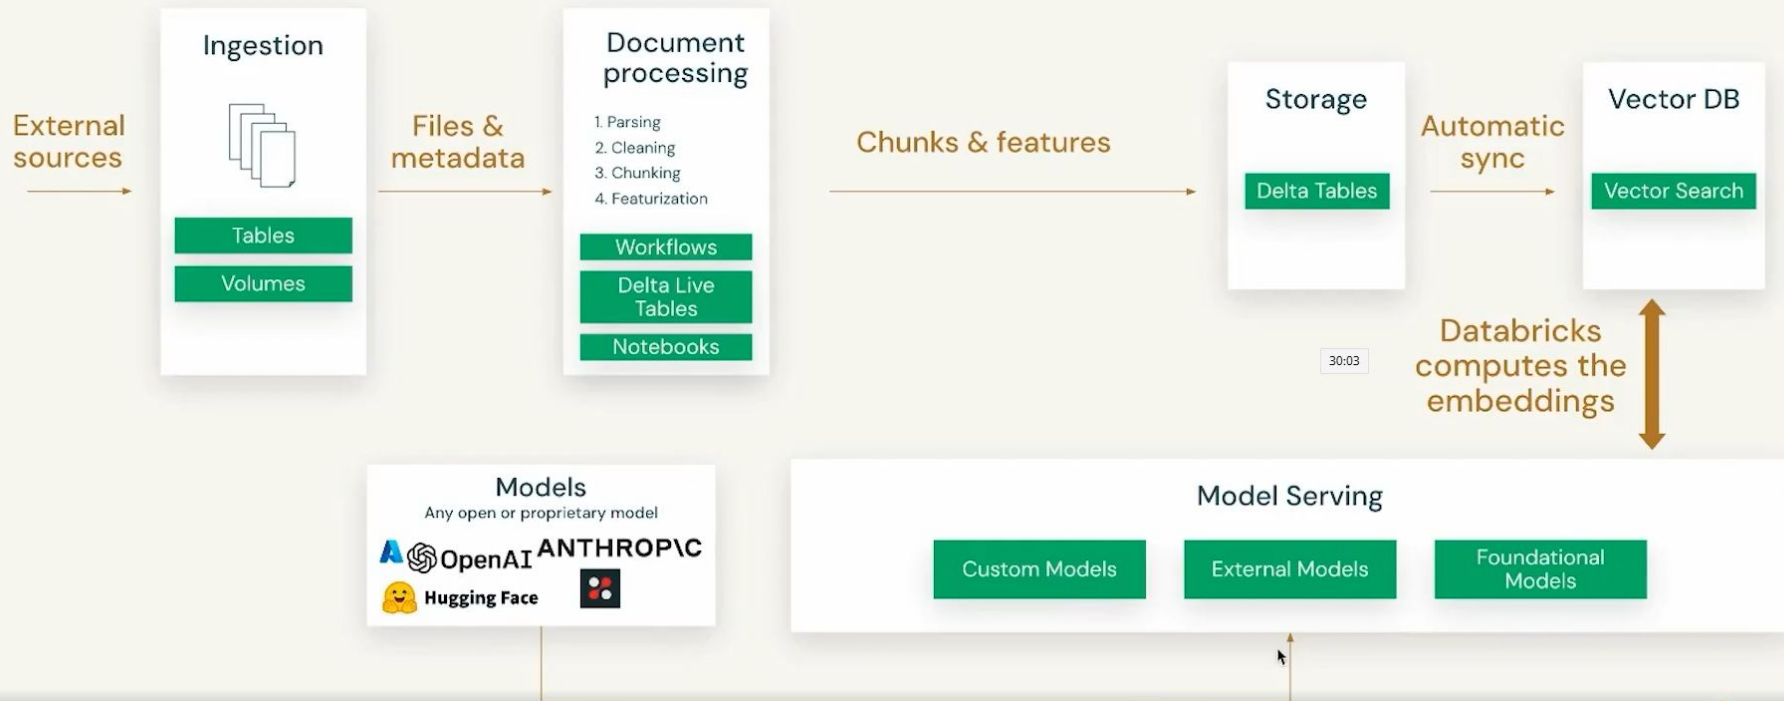 External
sources
Ingestion
Tables
Volumes
Files &
metadata
Document
processing
1. Parsing
2. Cleaning
3. Chunking
4. Featurization
Workflows
Delta Live
Tables
Notebooks
Chunks & features
Storage
Delta Tables
Automatic
sync
Vector DB
Vector Search
30:03
Databricks
computes the
embeddings
Models
Any open or proprietary model
OpenAI
ANTHROP\C
Hugging Face
Model Serving
Custom Models
External Models
Foundational
Models